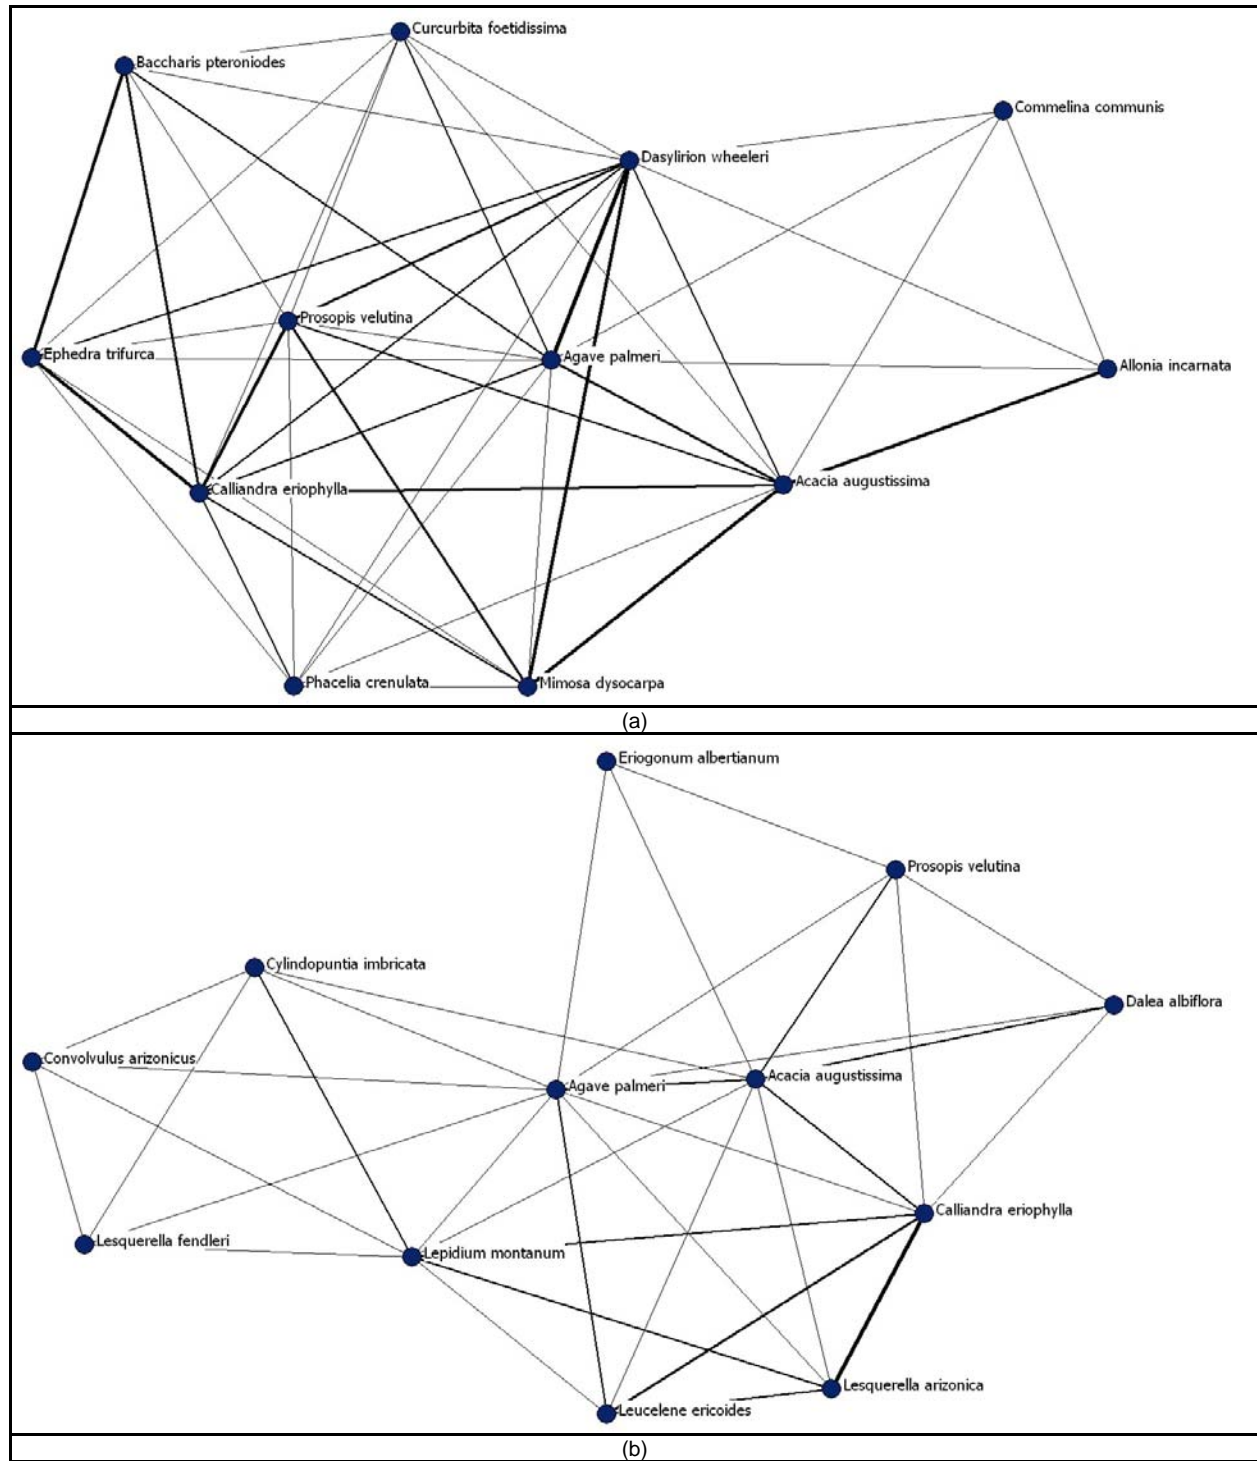 Curcurbita foetidissima
Baccharis pteroniodes
Commelina communis
Dasylirion wheeleri
Prosopis velutina
Ephedra trifurca
Agave palmeri
Allonia incarnata
Calliandra eriophylla
Acacia augustissima
Phacelia crenulata
Mimosa dysocarpa
(a)
Eriogonum albertianum
Prosopis velutina
Cylindopuntia imbricata
Dalea albiflora
Convolvulus arizonicus
Agave palmeri
Acacia augustissima
Calliandra eriophylla
Lesquerella fendleri
Lepidium montanum
Lesquerella arizonica
Leucelene ericoides
(b)